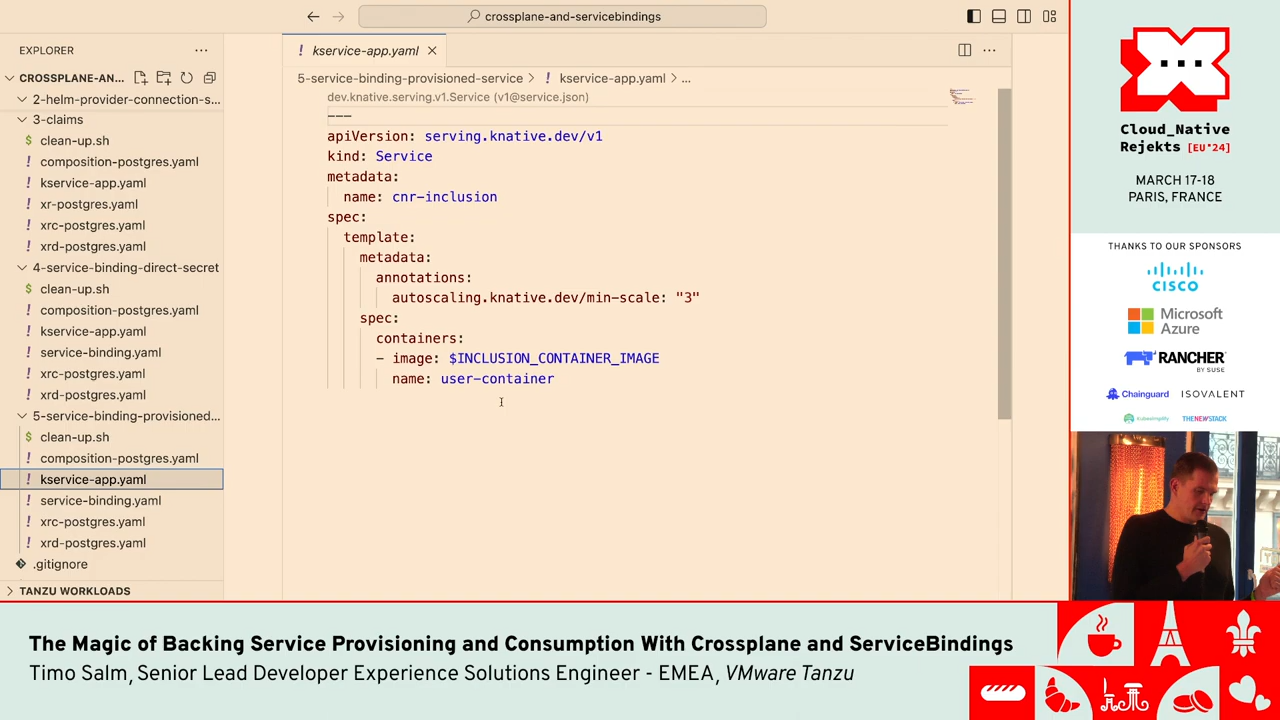 crossplane-and-servicebindings
EXPLORER
CROSSPLANE-AN...
2-helm-provider-connection-s...
3-claims
$ clean-up.sh
! composition-postgres.yaml
! kservice-app.yaml
! xr-postgres.yaml
! xrc-postgres.yaml
! xrd-postgres.yaml
4-service-binding-direct-secret
$ clean-up.sh
! composition-postgres.yaml
! kservice-app.yaml
! service-binding.yaml
! xrc-postgres.yaml
! xrd-postgres.yaml
5-service-binding-provisioned...
$ clean-up.sh
! composition-postgres.yaml
! kservice-app.yaml
! service-binding.yaml
! xrc-postgres.yaml
! xrd-postgres.yaml
.gitignore
TANZU WORKLOADS
! kservice-app.yaml
5-service-binding-provisioned-service > ! kservice-app.yaml > ...
dev.knative.serving.v1.Service (v1@service.json)
---
apiVersion: serving.knative.dev/v1
kind: Service
metadata:
name: cnr-inclusion
spec:
template:
metadata:
annotations:
autoscaling.knative.dev/min-scale: "3"
spec:
containers:
- image: $INCLUSION_CONTAINER_IMAGE
name: user-container
Cloud_Native
Rejekts [EU*24]
MARCH 17-18
PARIS, FRANCE
THANKS TO OUR SPONSORS
CISCO
Microsoft
Azure
RANCHER
BY SUSE
Chainguard
ISOVALENT
Kubesimplify
THENEWSTACK
The Magic of Backing Service Provisioning and Consumption With Crossplane and ServiceBindings
Timo Salm, Senior Lead Developer Experience Solutions Engineer - EMEA, VMware Tanzu